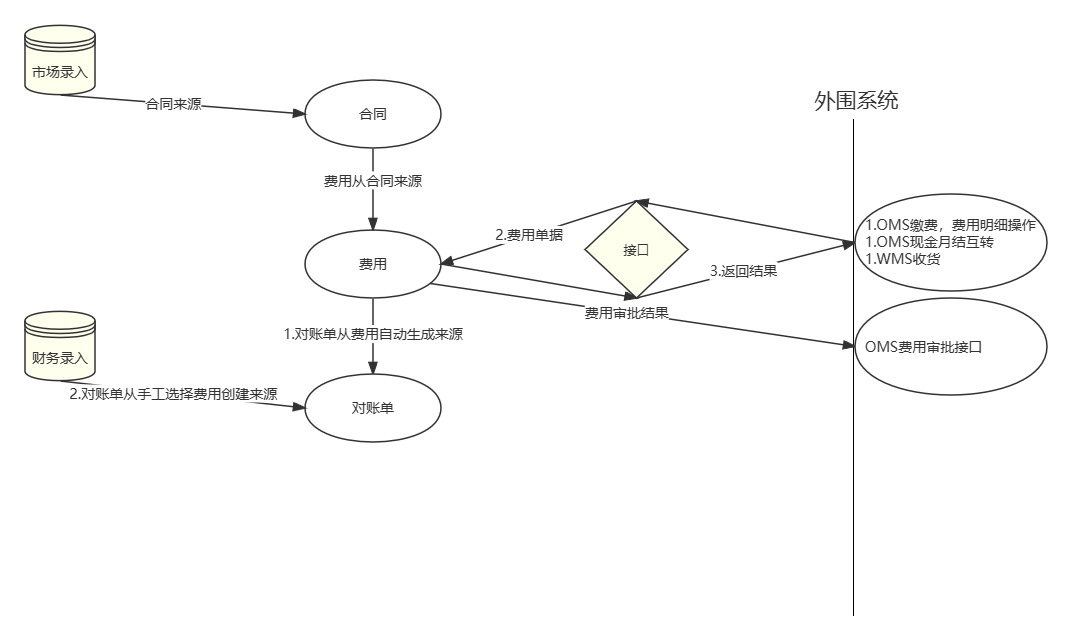 市场录入
合同来源
合同
外围系统
费用从合同来源
2.费用单据
接口
1.OMS缴费，费用明细操作
1.OMS现金月结互转
1.WMS收货
费用
3.返回结果
费用审批结果
1.对账单从费用自动生成来源
OMS费用审批接口
财务录入
2.对账单从手工选择费用创建来源
对账单